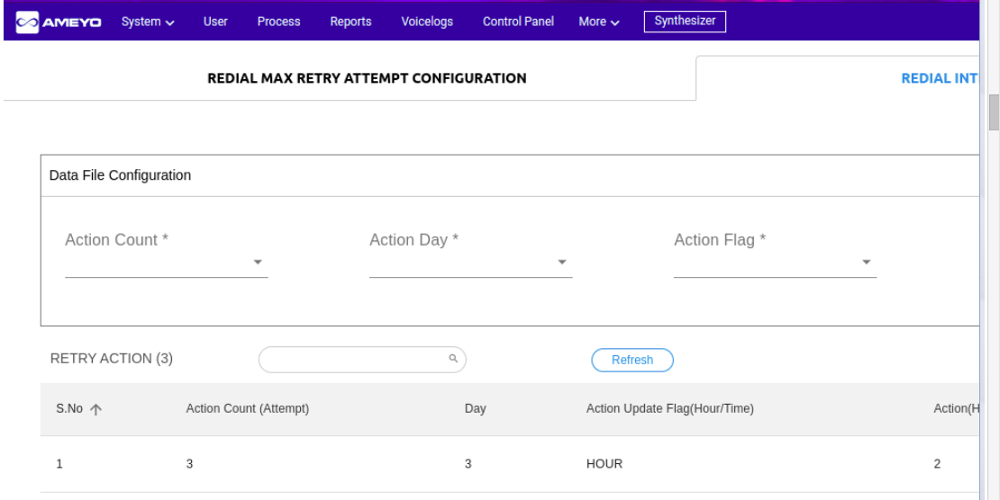 AMEYO System User Process Reports Voicelogs Control Panel More Synthesizer
REDIAL MAX RETRY ATTEMPT CONFIGURATION REDIAL INT
Data File Configuration
Action Count * Action Day * Action Flag *
RETRY ACTION (3) Refresh
S.No Action Count (Attempt) Day Action Update Flag(Hour/Time) Action(H
1 3 3 HOUR 2